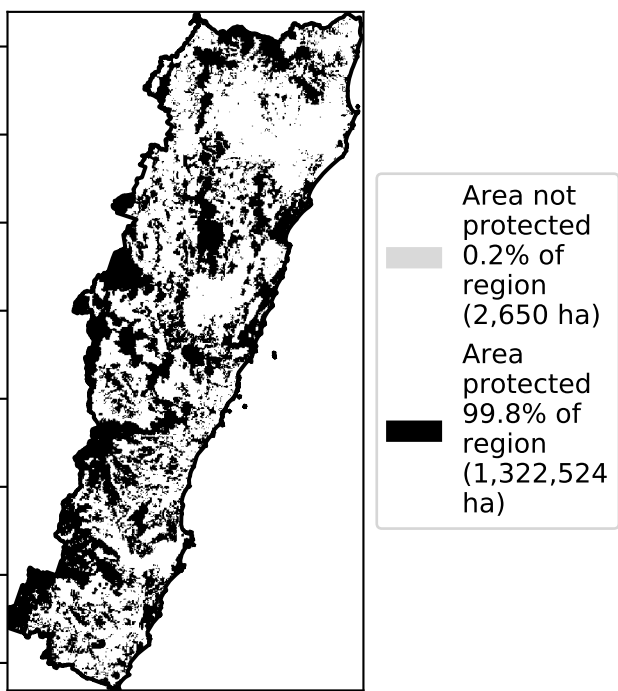 Area not
protected
0.2% of
region
(2,650 ha)
Area
protected
99.8% of
region
(1,322,524
ha)